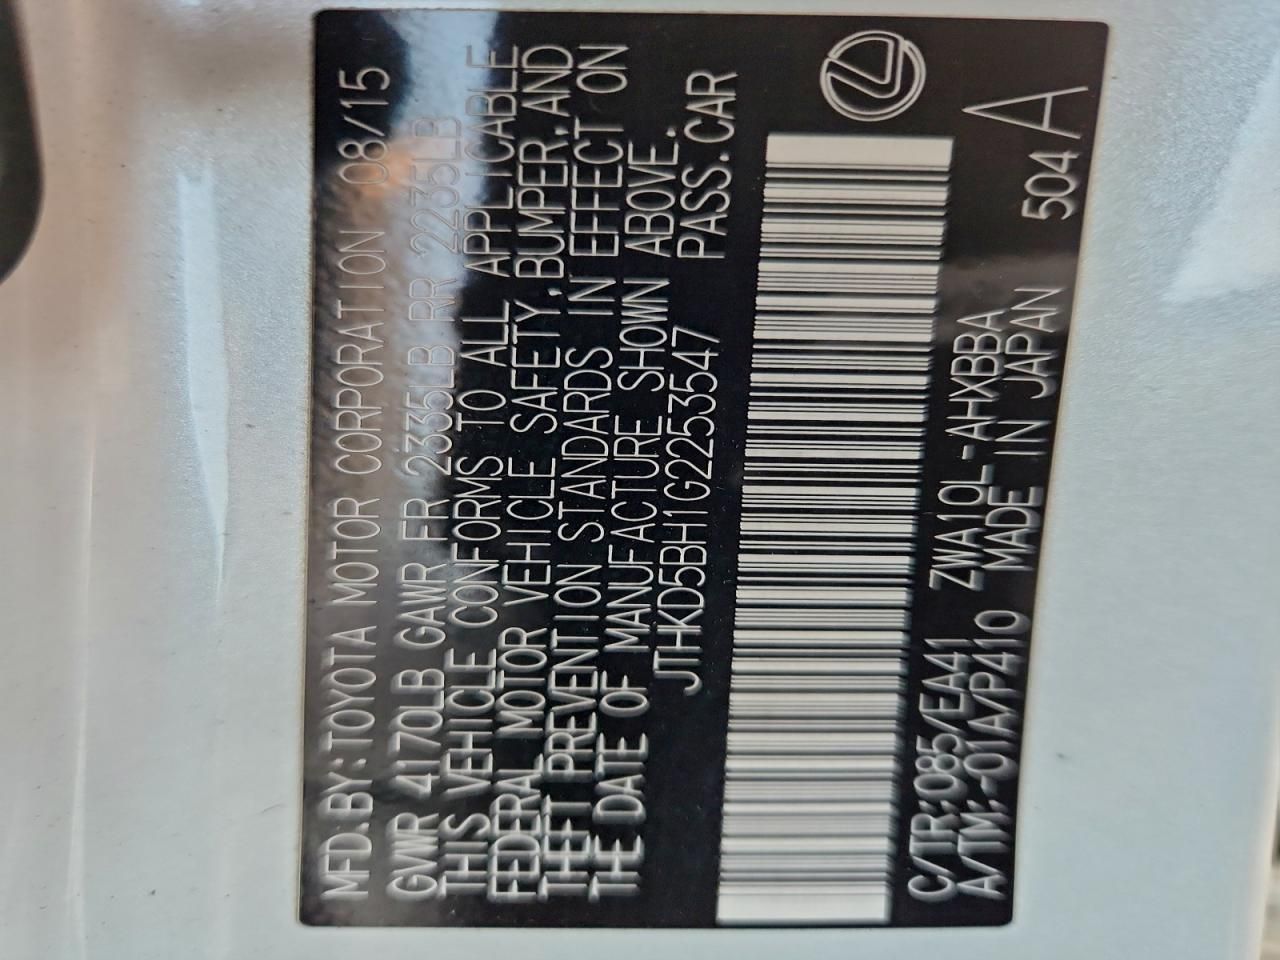 MFD.BY:TOYOTA MOTOR CORPORATION 08/15
GVWR 4170LB GAWR FR 2335LB RR 2235LB
THIS VEHICLE CONFORMS TO ALL APPLICABLE
FEDERAL MOTOR VEHICLE SAFETY,BUMPER,AND
THEFT PREVENTION STANDARDS IN EFFECT ON
THE DATE OF MANUFACTURE SHOWN ABOVE.
JTHKD5BH1G2253547 PASS.CAR
C/TR:085/EA41 ZWA10L-AHXBBA
A/TM:-01A/P410 MADE IN JAPAN 504 A